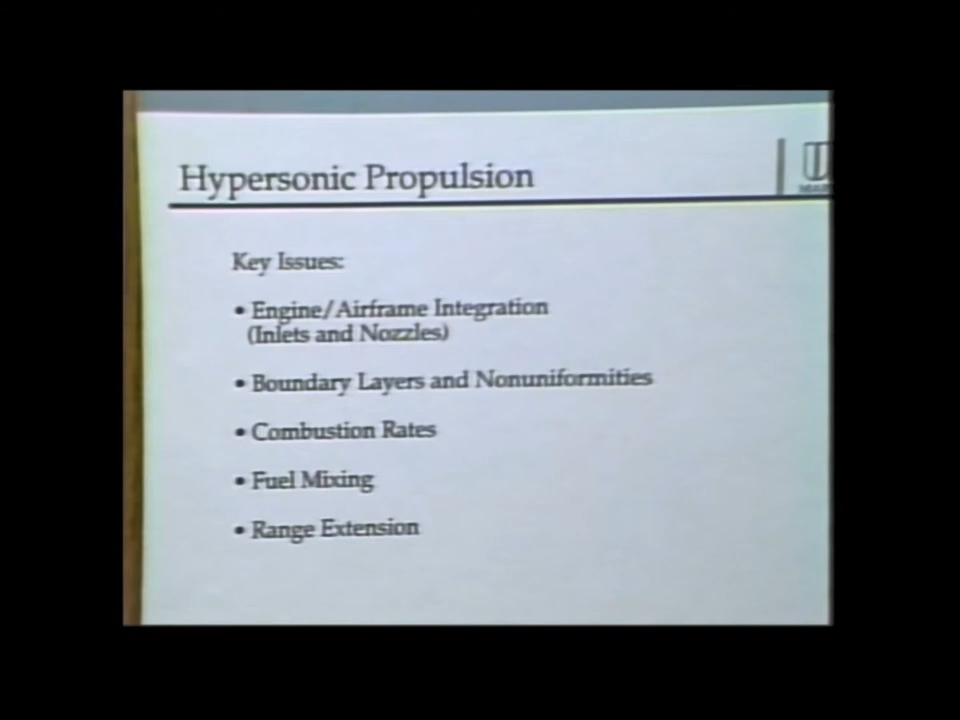 Hypersonic Propulsion
Key Issues:
• Engine/Airframe Integration
(Inlets and Nozzles)
• Boundary Layers and Nonuniformities
• Combustion Rates
• Fuel Mixing
• Range Extension